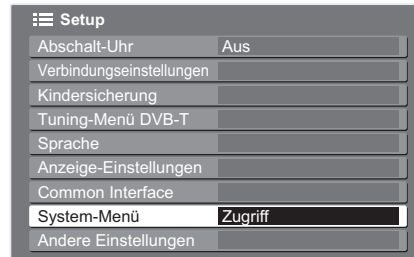 Setup
Abschalt-Uhr Aus
Verbindungseinstellungen
Kindersicherung
Tuning-Menü DVB-T
Sprache
Anzeige-Einstellungen
Common Interface
System-Menü Zugriff
Andere Einstellungen